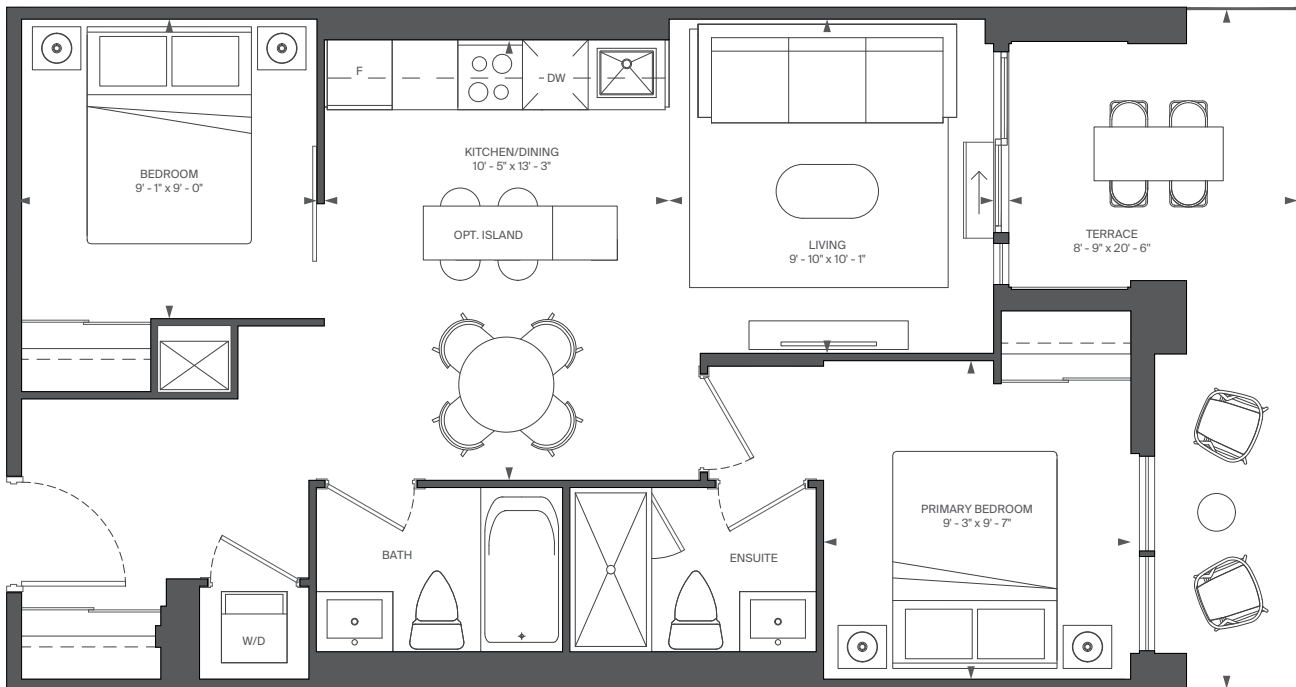 F
DW
KITCHEN/DINING
10' - 5" x 13' - 3"
BEDROOM
9' - 1" x 9' - 0"
OPT. ISLAND
LIVING
9' - 10" x 10' - 1"
TERRACE
8' - 9" x 20' - 6"
PRIMARY BEDROOM
9' - 3" x 9' - 7"
BATH
ENSUITE
W/D